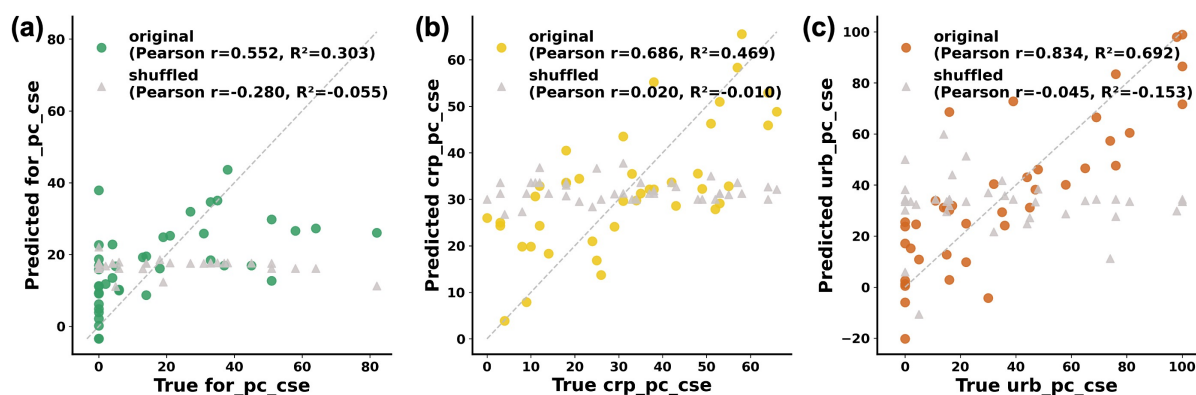 (a)
original
(Pearson r=0.552, R²=0.303)
shuffled
(Pearson r=-0.280, R²=-0.055)
Predicted for_pc_cse
80
60
40
20
0
0 20 40 60 80
True for_pc_cse
(b)
original
(Pearson r=0.686, R²=0.469)
shuffled
(Pearson r=0.020, R²=-0.010)
Predicted crp_pc_cse
60
50
40
30
20
10
0
0 10 20 30 40 50 60
True crp_pc_cse
(c)
original
(Pearson r=0.834, R²=0.692)
shuffled
(Pearson r=-0.045, R²=-0.153)
Predicted urb_pc_cse
100
80
60
40
20
0
−20
0 20 40 60 80 100
True urb_pc_cse